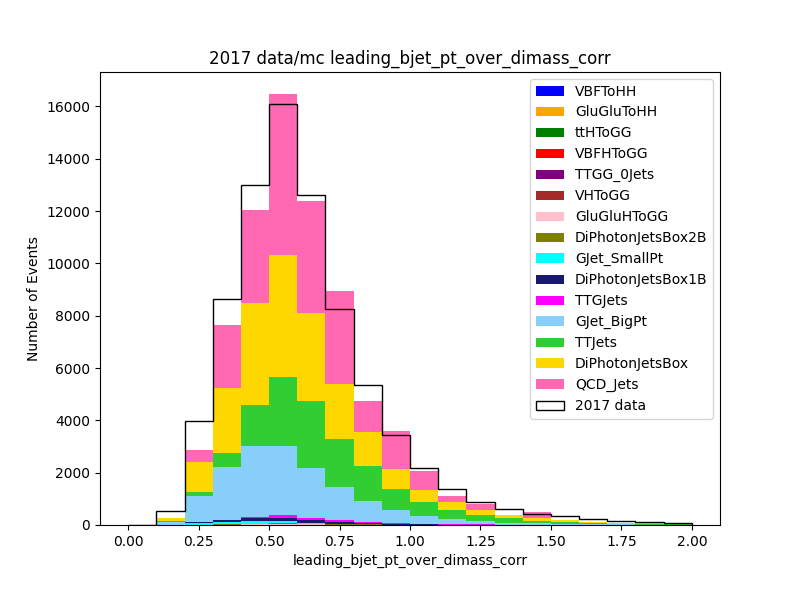 2017 data/mc leading_bjet_pt_over_dimass_corr
Number of Events
16000
14000
12000
10000
8000
6000
4000
2000
0
VBFToHH
GluGluToHH
ttHToGG
VBFHToGG
TTGG_0Jets
VHToGG
GluGluHToGG
DiPhotonJetsBox2B
GJet_SmallPt
DiPhotonJetsBox1B
TTGJets
GJet_BigPt
TTJets
DiPhotonJetsBox
QCD_Jets
2017 data
0.00 0.25 0.50 0.75 1.00 1.25 1.50 1.75 2.00
leading_bjet_pt_over_dimass_corr